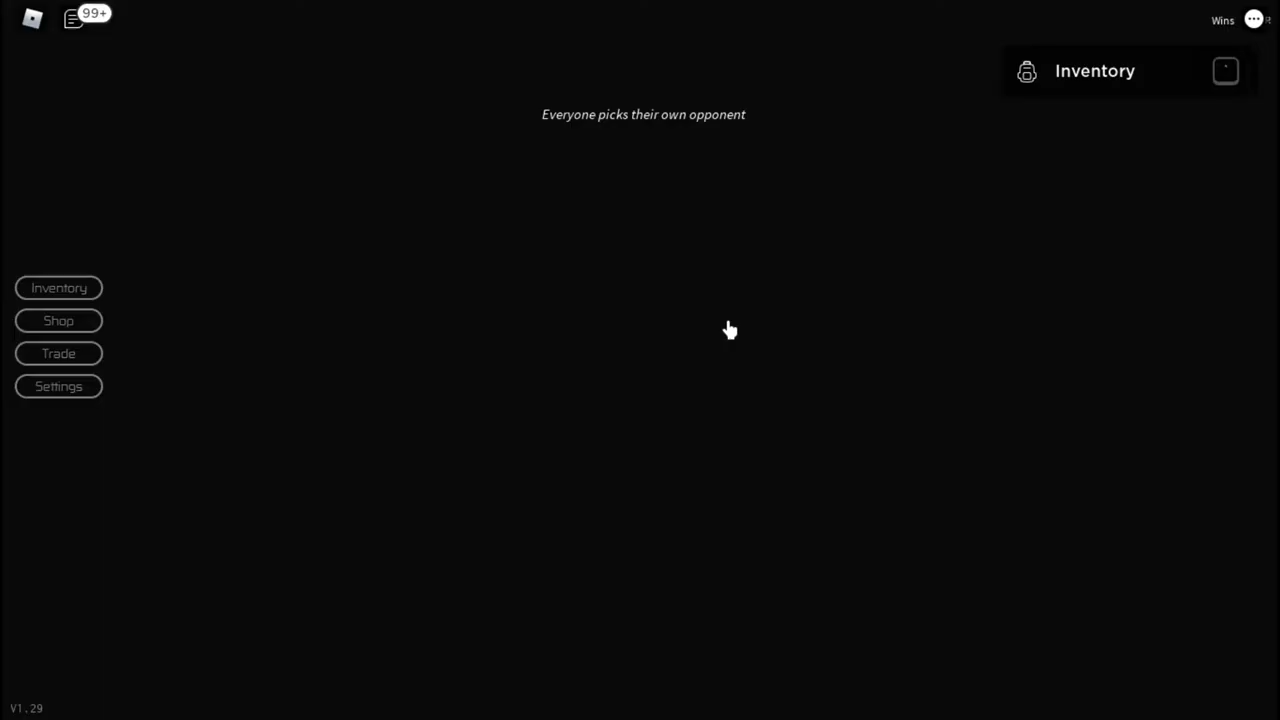 99+
Wins
Inventory
Everyone picks their own opponent
Inventory
Shop
Trade
Settings
V1.29